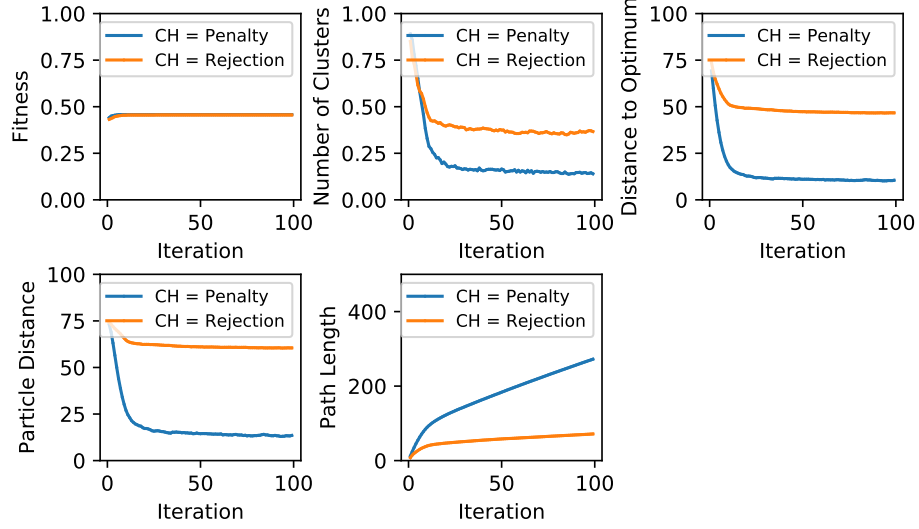 Fitness
1.00
0.75
0.50
0.25
0.00
CH = Penalty
CH = Rejection
0
50
100
Iteration
Number of Clusters
1.00
0.75
0.50
0.25
0.00
CH = Penalty
CH = Rejection
0
50
100
Iteration
Distance to Optimum
100
75
50
25
0
CH = Penalty
CH = Rejection
0
50
100
Iteration
Particle Distance
100
75
50
25
0
CH = Penalty
CH = Rejection
0
50
100
Iteration
Path Length
400
200
0
CH = Penalty
CH = Rejection
0
50
100
Iteration